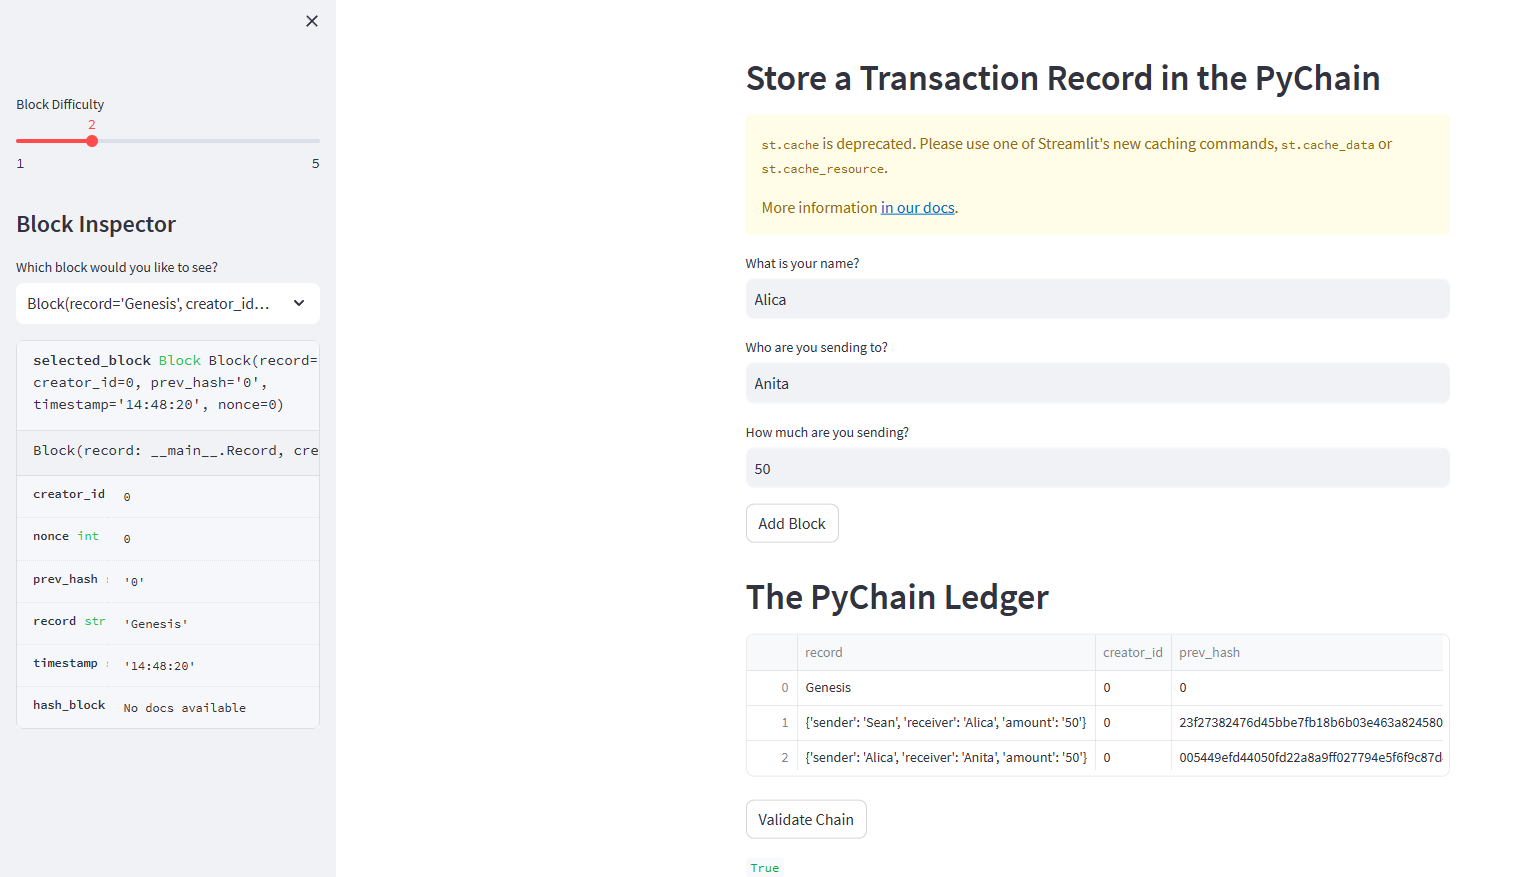 Block Difficulty
2
1 5
Block Inspector
Which block would you like to see?
Block(record='Genesis', creator_id...
selected_block Block Block(record=
creator_id=0, prev_hash='0',
timestamp='14:48:20', nonce=0)
Block(record: __main__.Record, cre
creator_id 0
nonce int 0
prev_hash '0'
record str 'Genesis'
timestamp '14:48:20'
hash_block No docs available
Store a Transaction Record in the PyChain
st.cache is deprecated. Please use one of Streamlit's new caching commands, st.cache_data or
st.cache_resource.
More information in our docs.
What is your name?
Alica
Who are you sending to?
Anita
How much are you sending?
50
Add Block
The PyChain Ledger
record creator_id prev_hash
0 Genesis 0 0
1 {'sender': 'Sean', 'receiver': 'Alica', 'amount': '50'} 0 23f27382476d45bbe7fb18b6b03e463a824580
2 {'sender': 'Alica', 'receiver': 'Anita', 'amount': '50'} 0 005449efd44050fd22a8a9ff027794e5f6f9c87d
Validate Chain
True